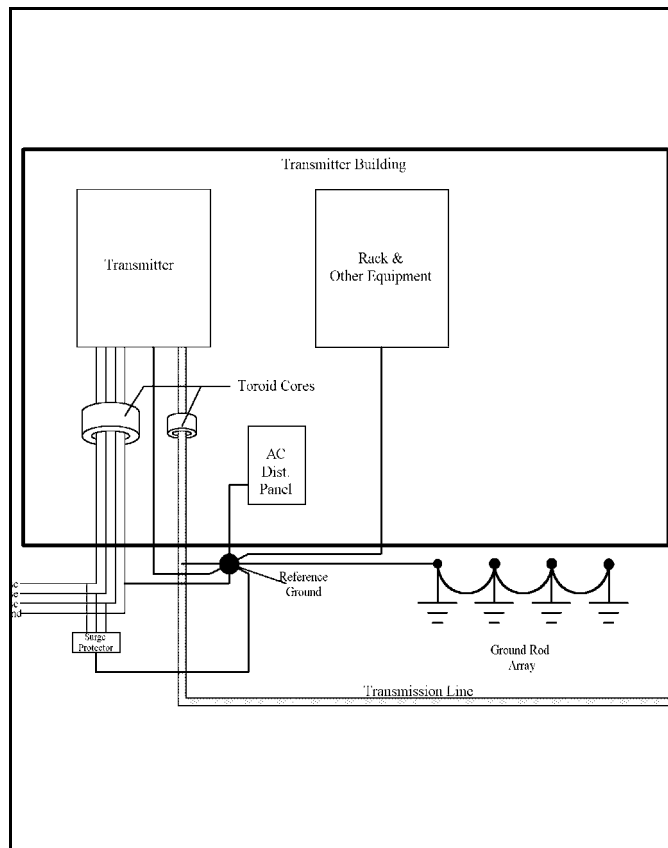 Transmitter Building
Transmitter
Rack &
Other Equipment
Toroid Cores
AC
Dist.
Panel
Reference
Ground
Surge
Protector
Ground Rod
Array
Transmission Line